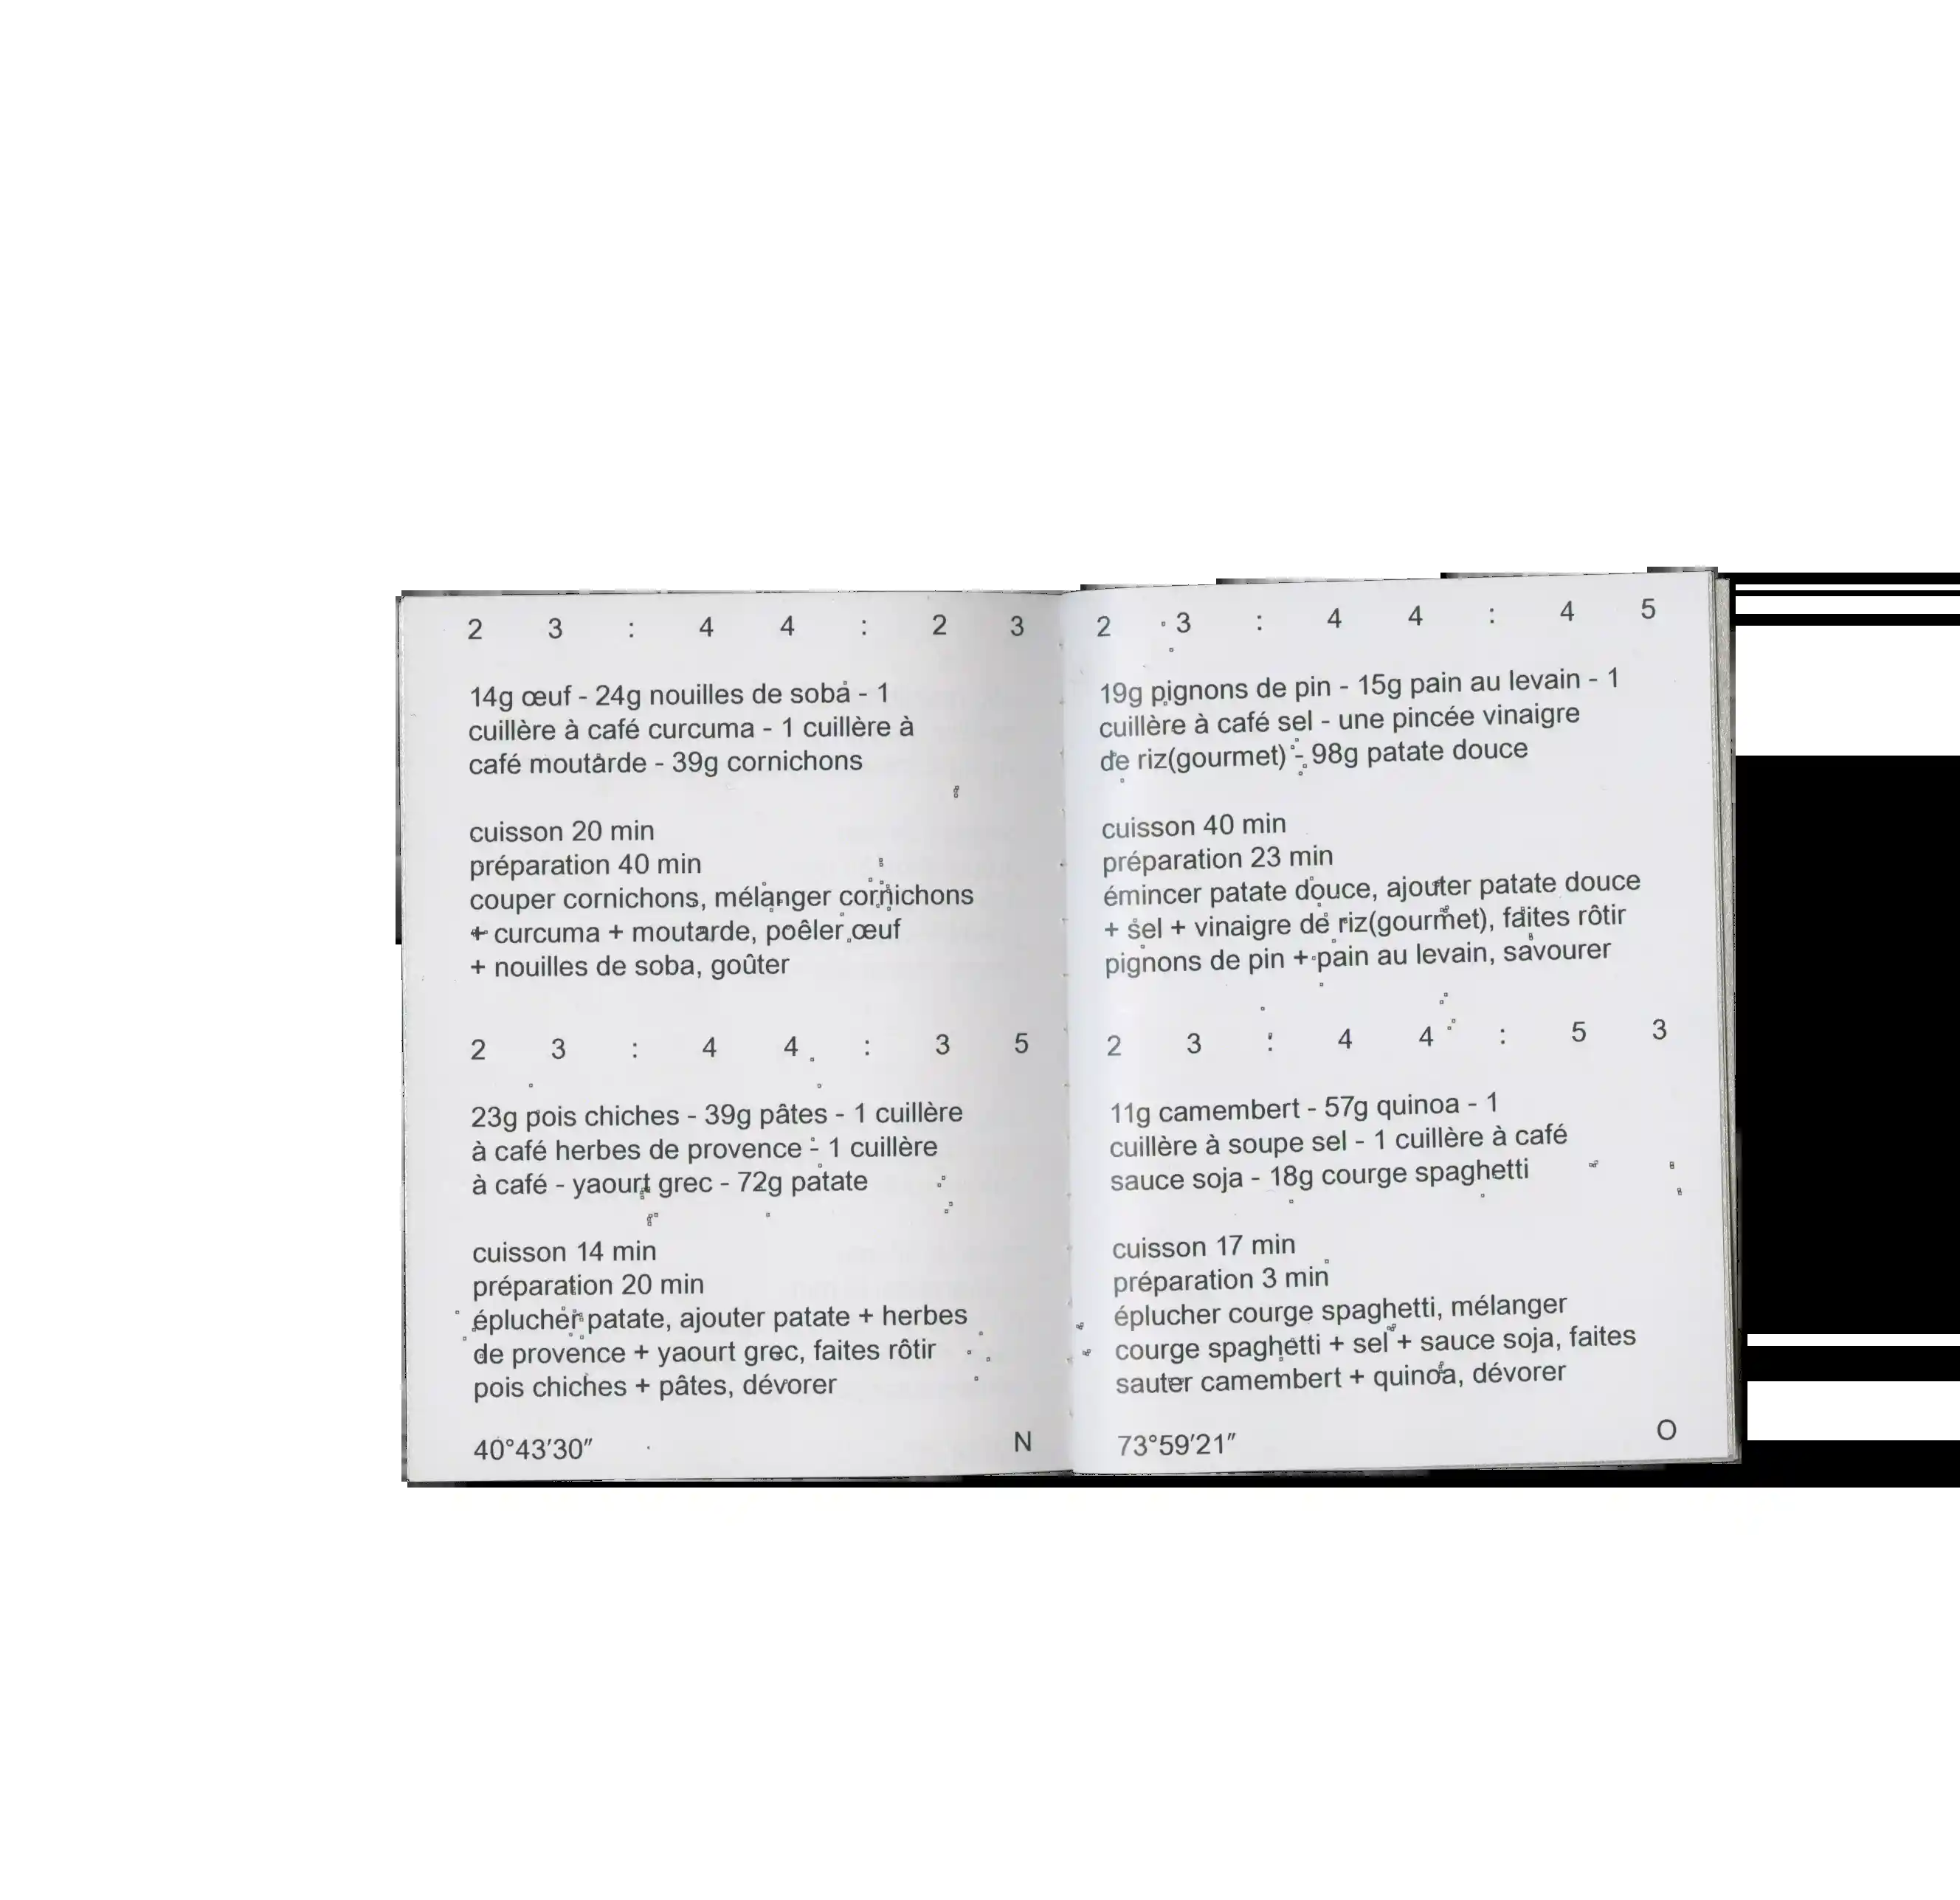 2 3 : 4 4 : 2 3
14g œuf - 24g nouilles de soba - 1
cuillère à café curcuma - 1 cuillère à
café moutarde - 39g cornichons
cuisson 20 min
préparation 40 min
couper cornichons, mélanger cornichons
+ curcuma + moutarde, poêler œuf
+ nouilles de soba, goûter
2 3 : 4 4 : 3 5
23g pois chiches - 39g pâtes - 1 cuillère
à café herbes de provence - 1 cuillère
à café - yaourt grec - 72g patate
cuisson 14 min
préparation 20 min
éplucher patate, ajouter patate + herbes
de provence + yaourt grec, faites rôtir
pois chiches + pâtes, dévorer
40°43′30″ N
2 3 : 4 4 : 4 5
19g pignons de pin - 15g pain au levain - 1
cuillère à café sel - une pincée vinaigre
de riz(gourmet) - 98g patate douce
cuisson 40 min
préparation 23 min
émincer patate douce, ajouter patate douce
+ sel + vinaigre de riz(gourmet), faites rôtir
pignons de pin + pain au levain, savourer
2 3 : 4 4 : 5 3
11g camembert - 57g quinoa - 1
cuillère à soupe sel - 1 cuillère à café
sauce soja - 18g courge spaghetti
cuisson 17 min
préparation 3 min
éplucher courge spaghetti, mélanger
courge spaghetti + sel + sauce soja, faites
sauter camembert + quinoa, dévorer
73°59′21″ O